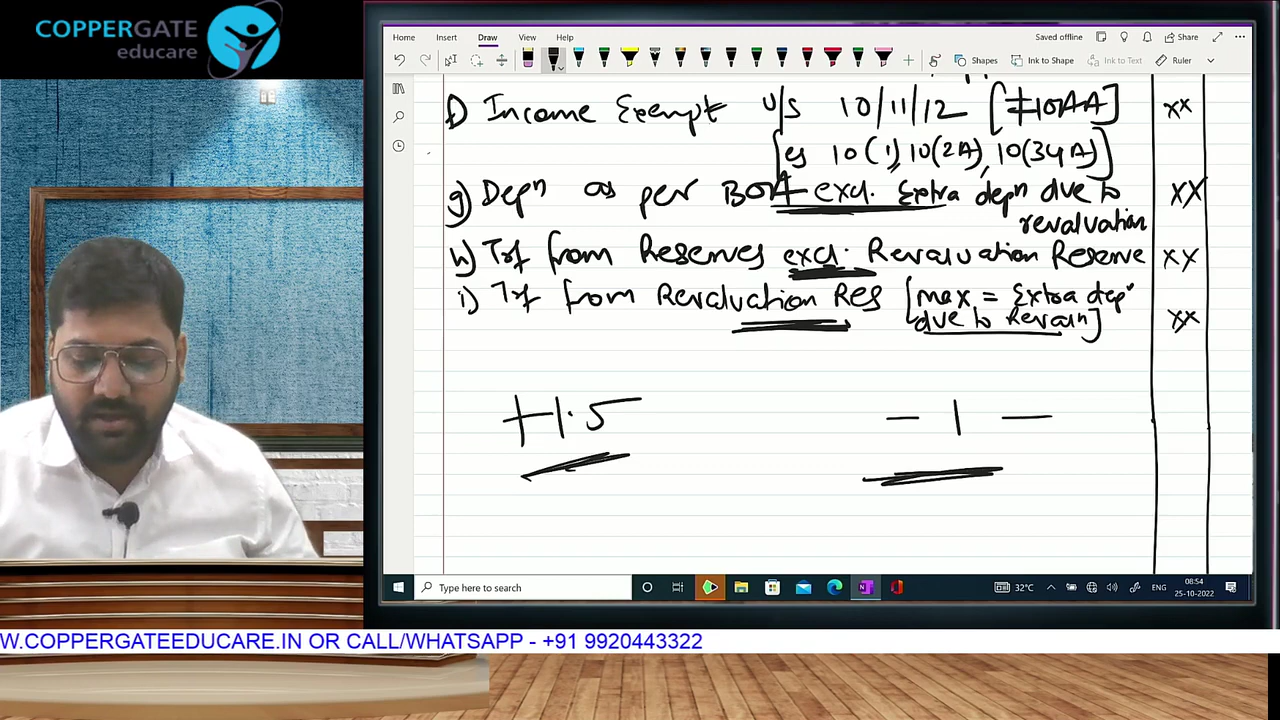 COPPERGATE
educare
Home Insert Draw View Help
Saved offline
Share
Shapes
Ink to Shape
Ink to Text
Ruler
f) Income Exempt u/s 10/11/12 [≠10AA]
xx
[eg 10(1), 10(2A), 10(34A)]
g) Depn as per BOA excl. Extra depn due to
xx
revaluation
h) Trf from Reserves excl. Revaluation Reserve
xx
i) Trf from Revaluation Res [max = Extra depn
due to Revaln]
xx
+1.5
- 1 -
Type here to search
32°C
ENG
08:54
25-10-2022
W.COPPERGATEEDUCARE.IN OR CALL/WHATSAPP - +91 9920443322